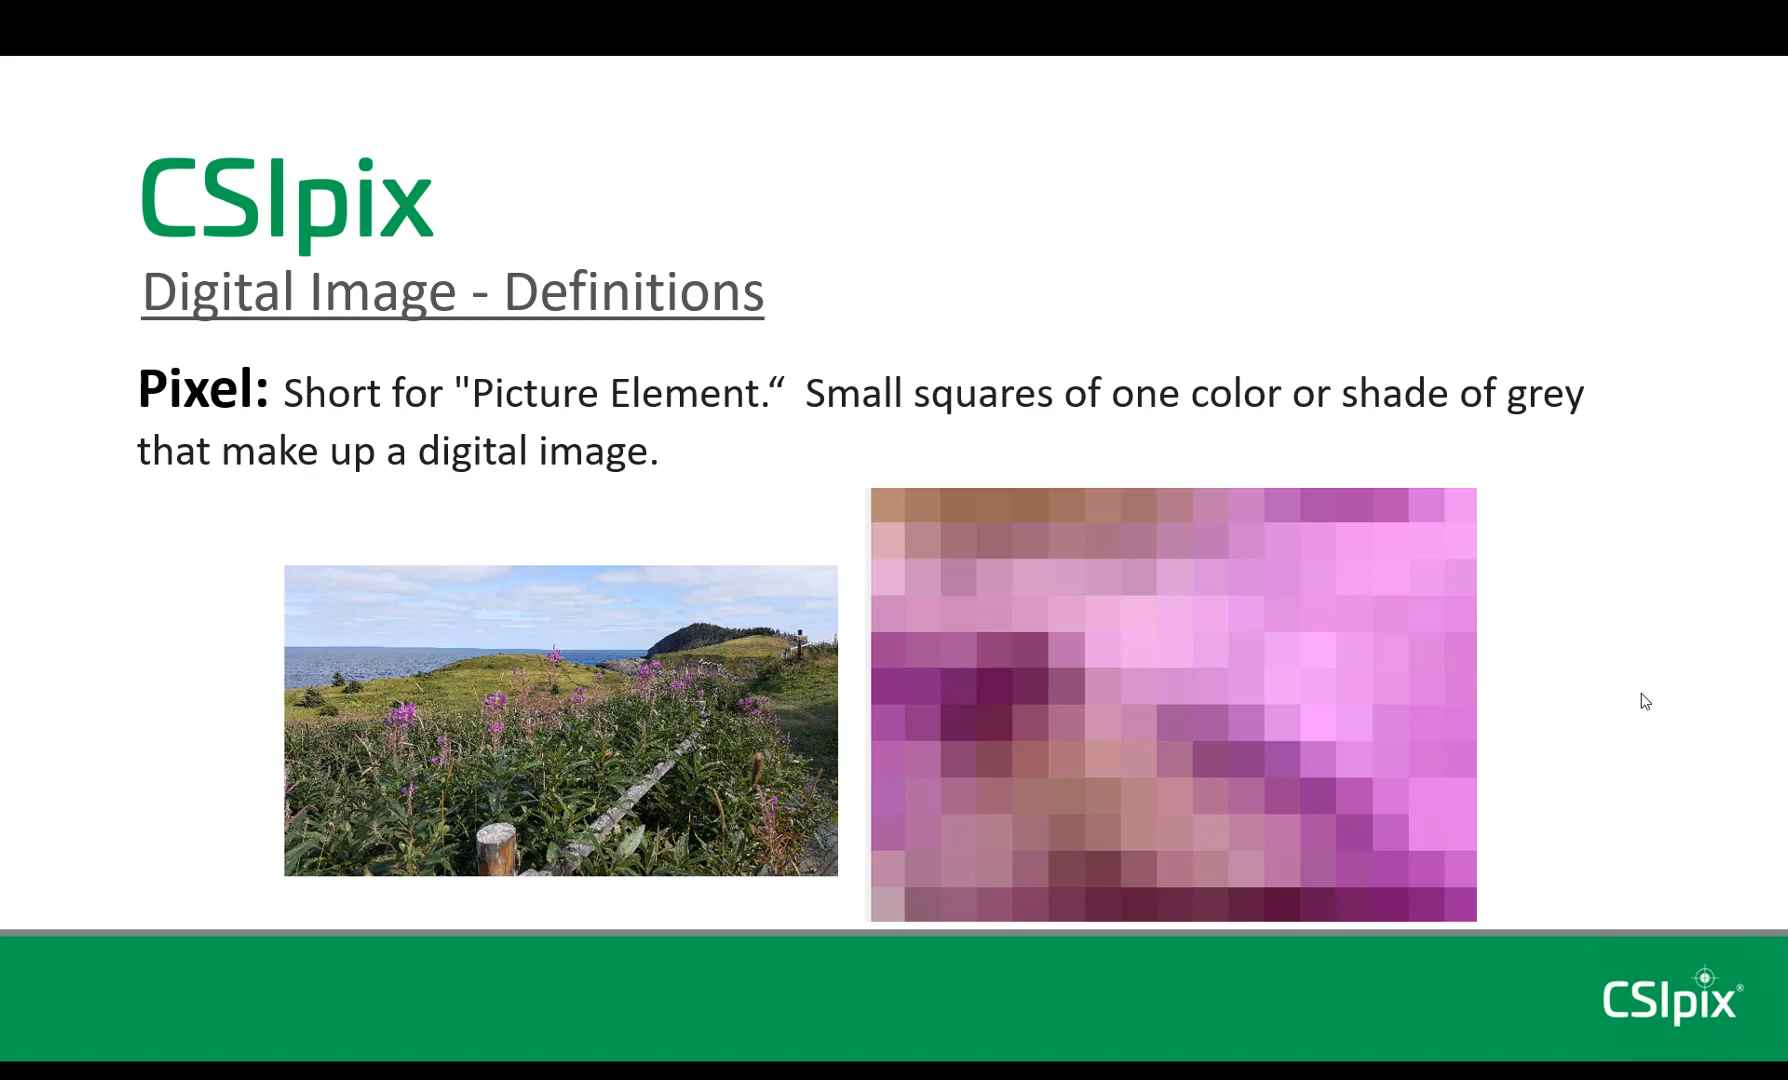 CSIpix
Digital Image - Definitions
Pixel: Short for "Picture Element.“ Small squares of one color or shade of grey
that make up a digital image.
CSIpix®